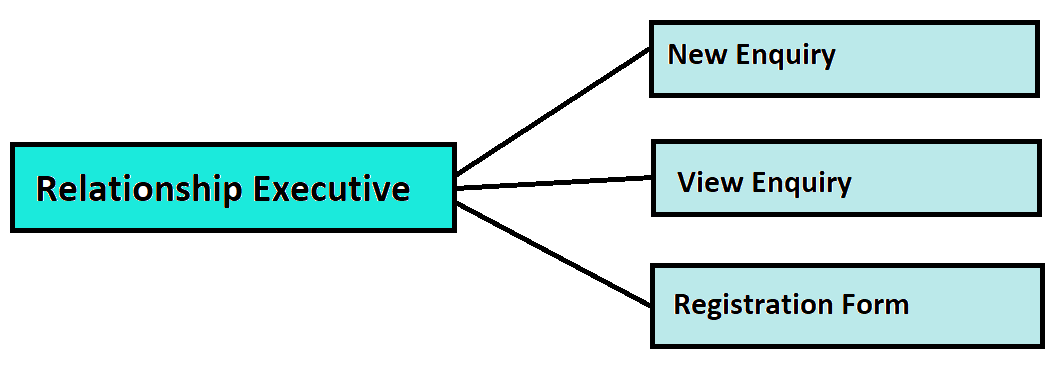 New Enquiry
Relationship Executive
View Enquiry
Registration Form